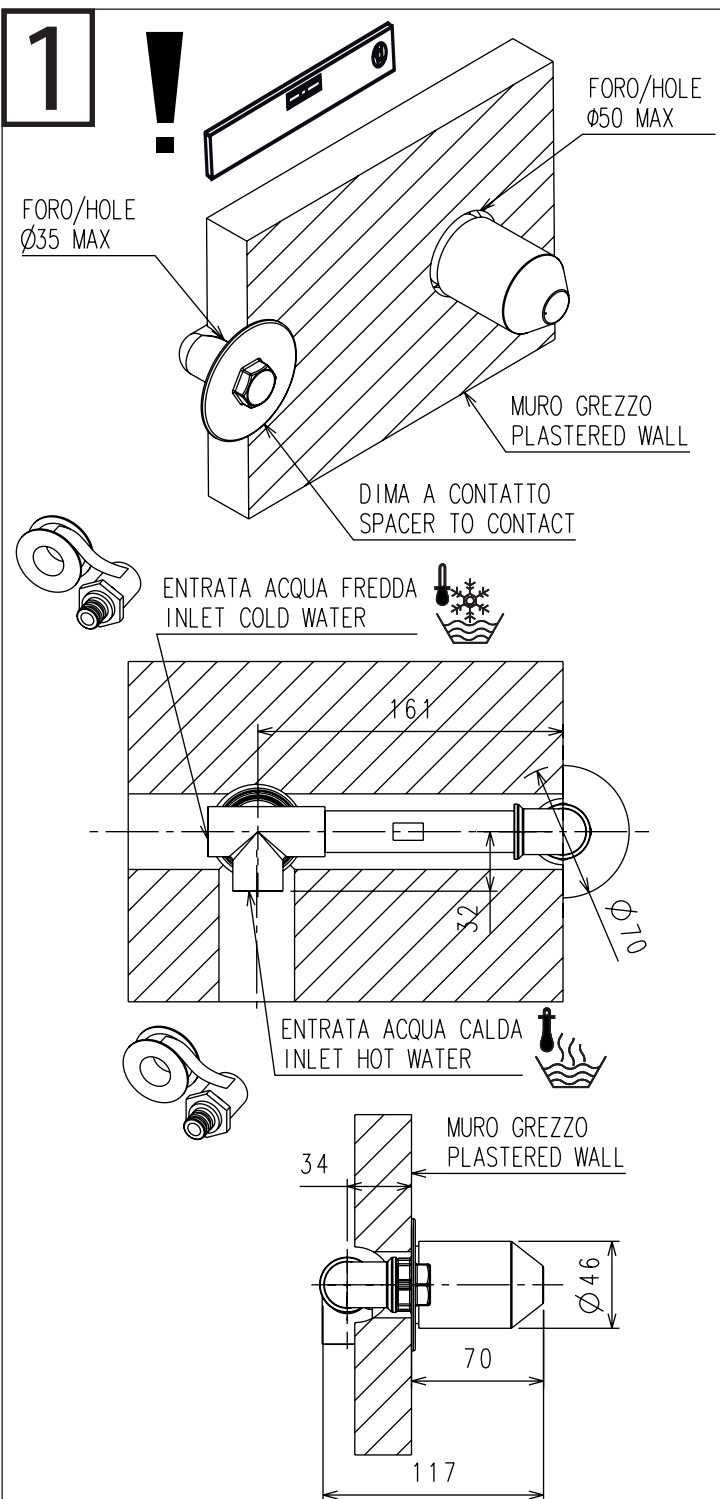 1
!
FORO/HOLE
ϕ50 MAX
FORO/HOLE
Ø35 MAX
MURO GREZZO
PLASTERED WALL
DIMA A CONTATTO
SPACER TO CONTACT
ENTRATA ACQUA FREDDA
INLET COLD WATER
161
32
Ø70
ENTRATA ACQUA CALDA
INLET HOT WATER
MURO GREZZO
PLASTERED WALL
34
Ø46
70
117